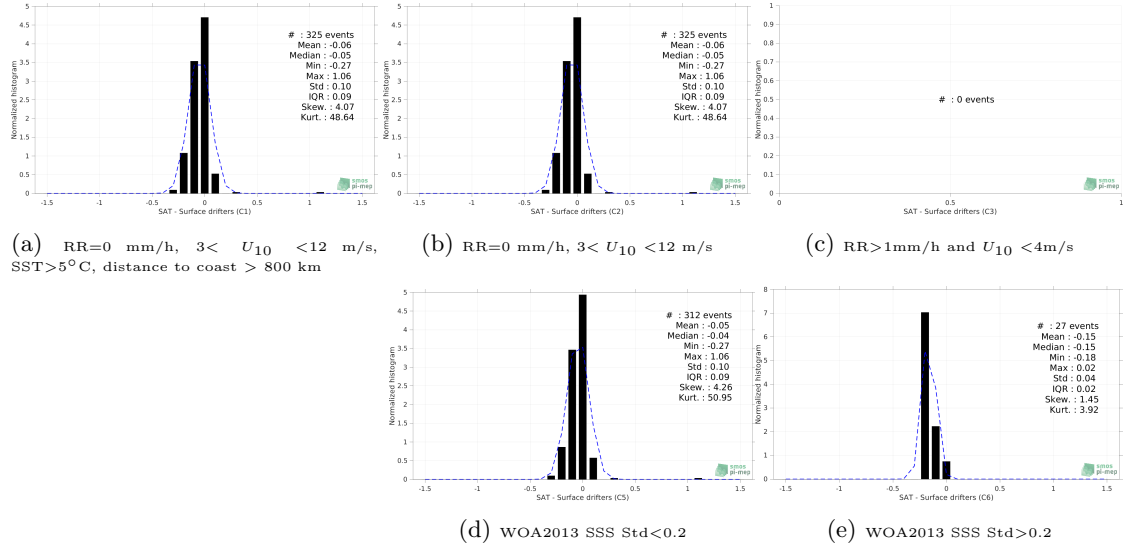 Normalized histogram
5
4.5
4
3.5
3
2.5
2
1.5
1
0.5
0
-1.5 -1 -0.5 0 0.5 1 1.5
SAT - Surface drifters (C1)
# : 325 events
Mean : -0.06
Median : -0.05
Min : -0.27
Max : 1.06
Std : 0.10
IQR : 0.09
Skew. : 4.07
Kurt. : 48.64
smos
pi-mep
(a) RR=0 mm/h, 3< U10 <12 m/s,
SST>5°C, distance to coast > 800 km
Normalized histogram
5
4.5
4
3.5
3
2.5
2
1.5
1
0.5
0
-1.5 -1 -0.5 0 0.5 1 1.5
SAT - Surface drifters (C2)
# : 325 events
Mean : -0.06
Median : -0.05
Min : -0.27
Max : 1.06
Std : 0.10
IQR : 0.09
Skew. : 4.07
Kurt. : 48.64
smos
pi-mep
(b) RR=0 mm/h, 3< U10 <12 m/s
Normalized histogram
1
0.9
0.8
0.7
0.6
0.5
0.4
0.3
0.2
0.1
0
0 0.5 1
SAT - Surface drifters (C3)
# : 0 events
smos
pi-mep
(c) RR>1mm/h and U10 <4m/s
Normalized histogram
5
4.5
4
3.5
3
2.5
2
1.5
1
0.5
0
-1.5 -1 -0.5 0 0.5 1 1.5
SAT - Surface drifters (C5)
# : 312 events
Mean : -0.05
Median : -0.04
Min : -0.27
Max : 1.06
Std : 0.10
IQR : 0.09
Skew. : 4.26
Kurt. : 50.95
smos
pi-mep
(d) WOA2013 SSS Std<0.2
Normalized histogram
8
7
6
5
4
3
2
1
0
-1.5 -1 -0.5 0 0.5 1 1.5
SAT - Surface drifters (C6)
# : 27 events
Mean : -0.15
Median : -0.15
Min : -0.18
Max : 0.02
Std : 0.04
IQR : 0.02
Skew. : 1.45
Kurt. : 3.92
smos
pi-mep
(e) WOA2013 SSS Std>0.2